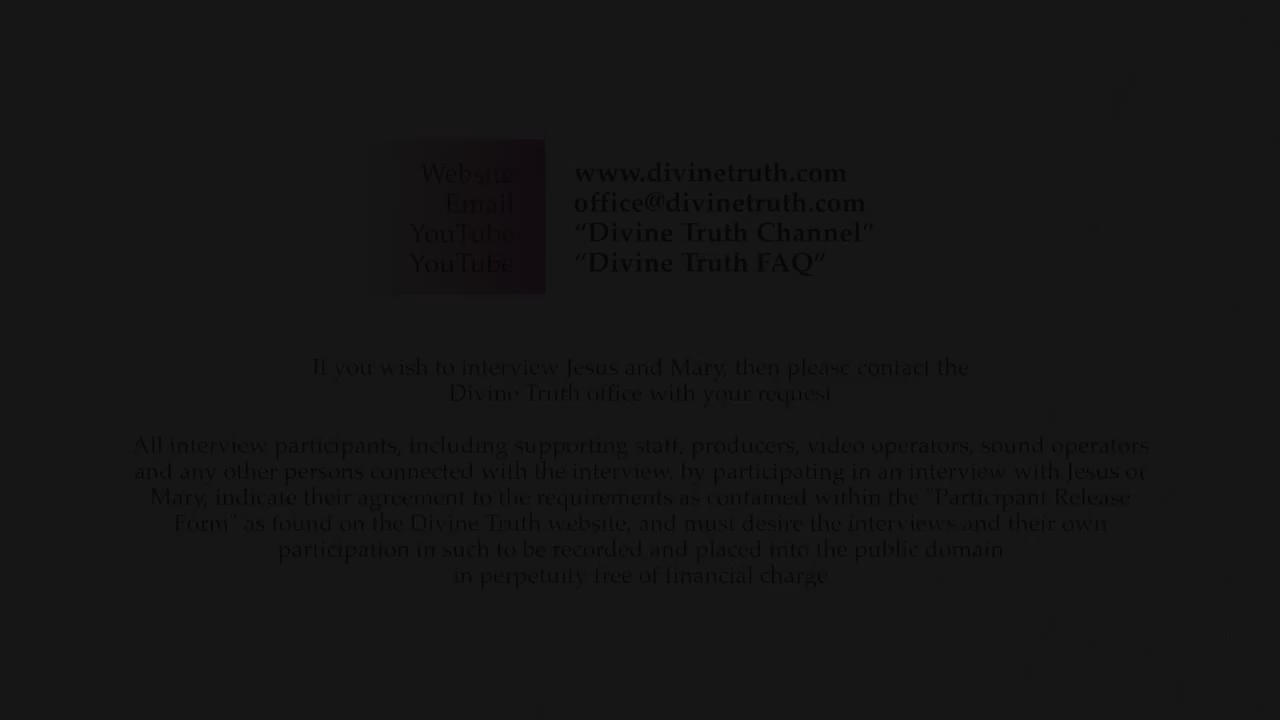 Website www.divinetruth.com
Email office@divinetruth.com
YouTube “Divine Truth Channel”
YouTube “Divine Truth FAQ”
If you wish to interview Jesus and Mary, then please contact the
Divine Truth office with your request
All interview participants, including supporting staff, producers, video operators, sound operators
and any other persons connected with the interview, by participating in an interview with Jesus or
Mary, indicate their agreement to the requirements as contained within the "Participant Release
Form" as found on the Divine Truth website, and must desire the interviews and their own
participation in such to be recorded and placed into the public domain
in perpetuity free of financial charge